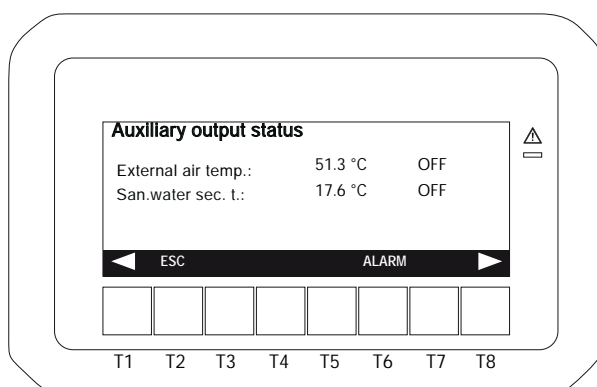 Auxiliary output status
External air temp.: 51.3 °C OFF
San.water sec. t.: 17.6 °C OFF
ESC ALARM
T1 T2 T3 T4 T5 T6 T7 T8